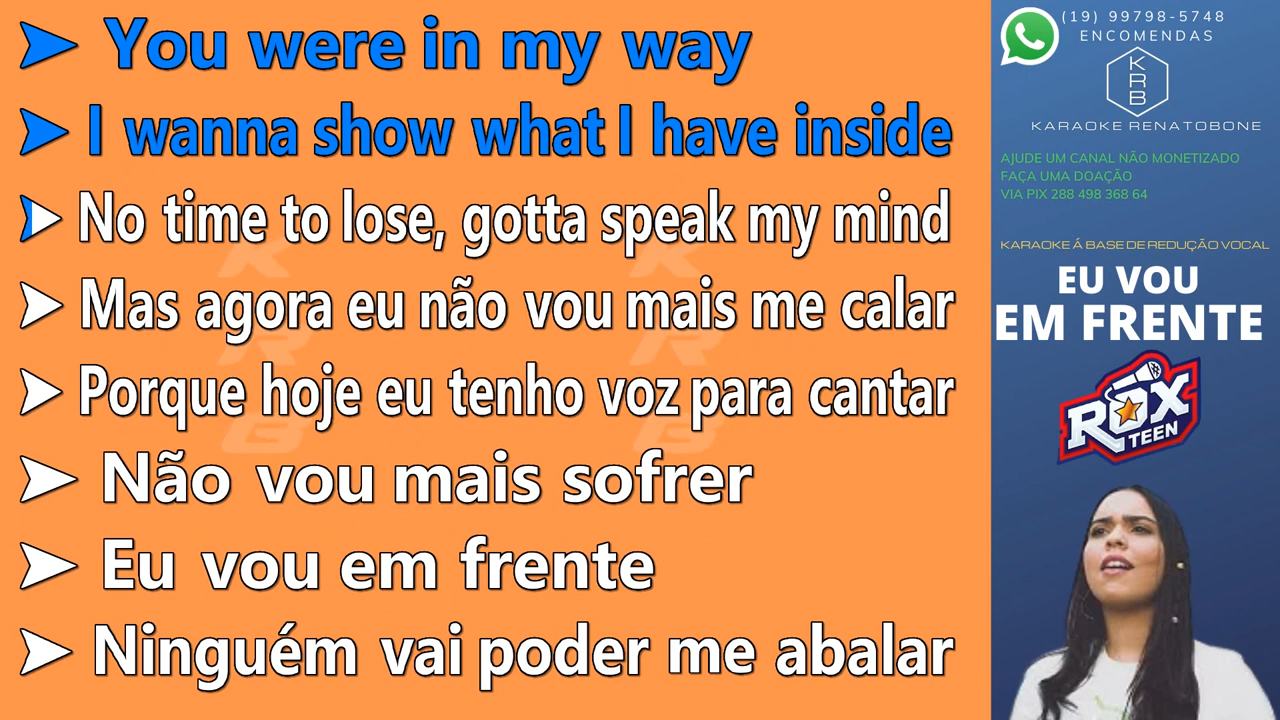 You were in my way
I wanna show what I have inside
No time to lose, gotta speak my mind
Mas agora eu não vou mais me calar
Porque hoje eu tenho voz para cantar
Não vou mais sofrer
Eu vou em frente
Ninguém vai poder me abalar
(19) 99798-5748
ENCOMENDAS
K
R
B
KARAOKE RENATOBONE
AJUDE UM CANAL NÃO MONETIZADO
FAÇA UMA DOAÇÃO
VIA PIX 288 498 368 64
KARAOKE Á BASE DE REDUÇÃO VOCAL
EU VOU
EM FRENTE
ROX
TEEN
KRB
KRB